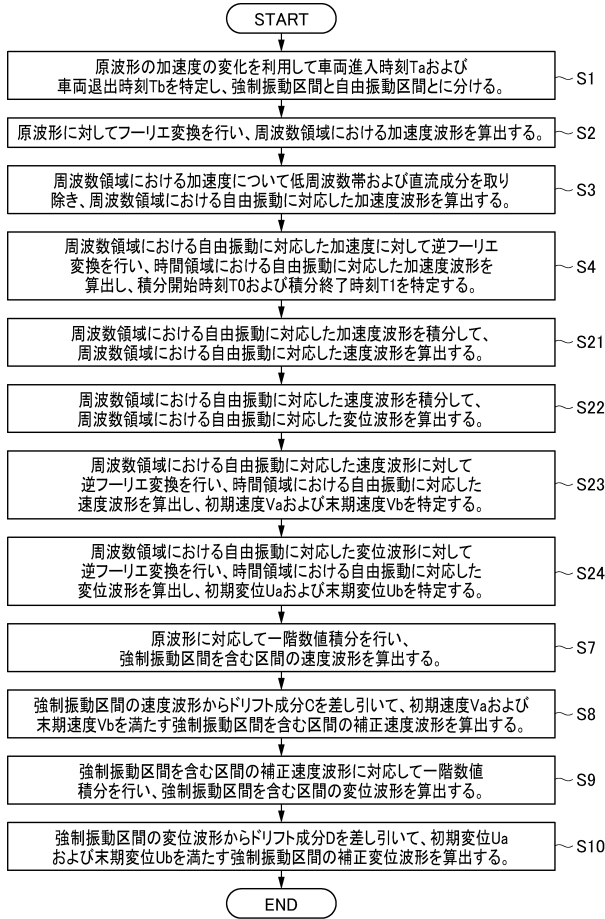 START
原波形の加速度の変化を利用して車両進入時刻Taおよび
車両退出時刻Tbを特定し、強制振動区間と自由振動区間とに分ける。
S1
原波形に対してフーリエ変換を行い、周波数領域における加速度波形を算出する。
S2
周波数領域における加速度について低周波数帯および直流成分を取り
除き、周波数領域における自由振動に対応した加速度波形を算出する。
S3
周波数領域における自由振動に対応した加速度に対して逆フーリエ
変換を行い、時間領域における自由振動に対応した加速度波形を
算出し、積分開始時刻T0および積分終了時刻T1を特定する。
S4
周波数領域における自由振動に対応した加速度波形を積分して、
周波数領域における自由振動に対応した速度波形を算出する。
S21
周波数領域における自由振動に対応した速度波形を積分して、
周波数領域における自由振動に対応した変位波形を算出する。
S22
周波数領域における自由振動に対応した速度波形に対して
逆フーリエ変換を行い、時間領域における自由振動に対応した
速度波形を算出し、初期速度Vaおよび末期速度Vbを特定する。
S23
周波数領域における自由振動に対応した変位波形に対して
逆フーリエ変換を行い、時間領域における自由振動に対応した
変位波形を算出し、初期変位Uaおよび末期変位Ubを特定する。
S24
原波形に対応して一階数値積分を行い、
強制振動区間を含む区間の速度波形を算出する。
S7
強制振動区間の速度波形からドリフト成分Cを差し引いて、初期速度Vaおよび
末期速度Vbを満たす強制振動区間を含む区間の補正速度波形を算出する。
S8
強制振動区間を含む区間の補正速度波形に対応して一階数値
積分を行い、強制振動区間を含む区間の変位波形を算出する。
S9
強制振動区間の変位波形からドリフト成分Dを差し引いて、初期変位Ua
および末期変位Ubを満たす強制振動区間の補正変位波形を算出する。
S10
END